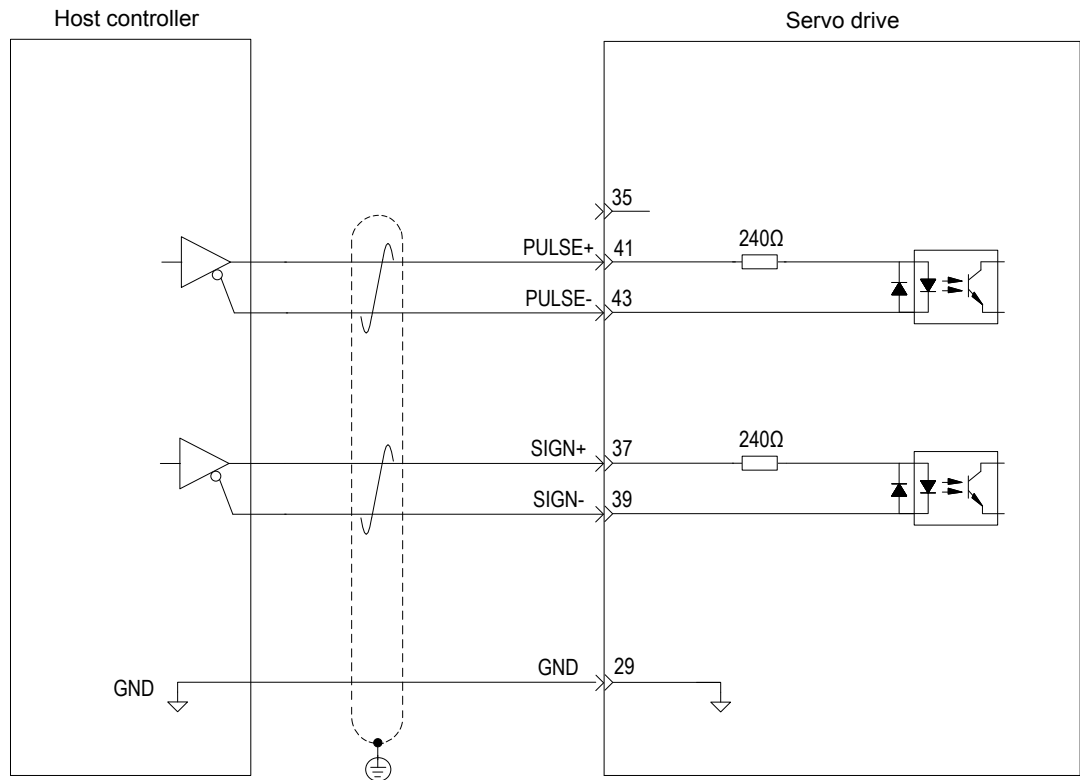 Host controller
Servo drive
35
PULSE+
41
240Ω
PULSE-
43
SIGN+
37
240Ω
SIGN-
39
GND
29
GND